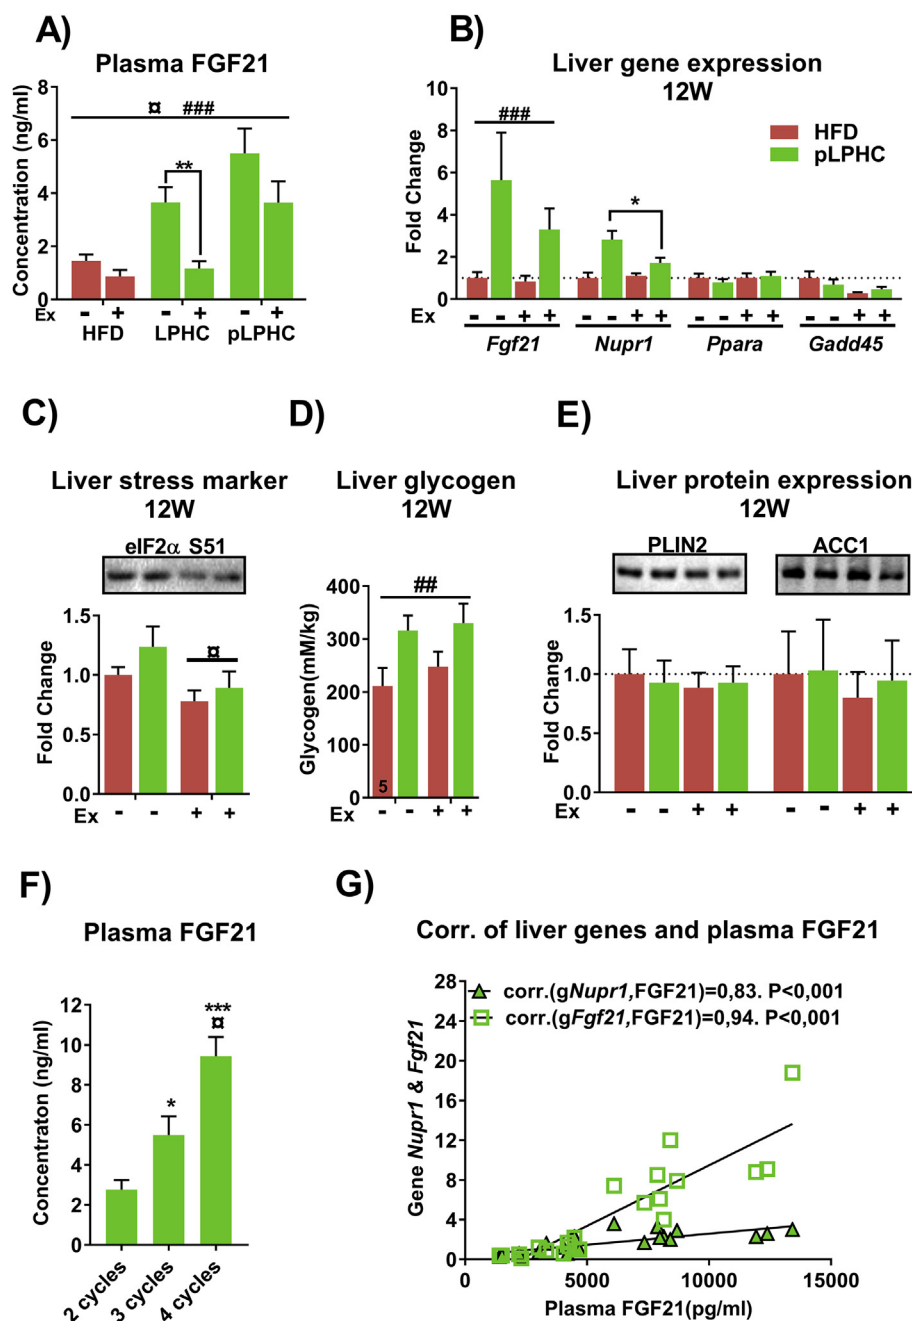 A)
Plasma FGF21
Concentration (ng/ml)
8
6
4
2
0
¤ ###
**
Ex - + - + - +
HFD LPHC pLPHC
B)
Liver gene expression
12W
Fold Change
10
8
6
4
2
0
###
*
HFD
pLPHC
Ex - - + + - - + + - - + + - - + +
Fgf21 Nupr1 Ppara Gadd45
C)
Liver stress marker
12W
eIF2α S51
Fold Change
1.5
1.0
0.5
0.0
¤
Ex - - + +
D)
Liver glycogen
12W
Glycogen(mM/kg)
400
300
200
100
0
##
5
- - + +
E)
Liver protein expression
12W
PLIN2 ACC1
Fold Change
1.5
1.0
0.5
0.0
Ex - - + + - - + +
F)
Plasma FGF21
Concentraton (ng/ml)
12
10
8
6
4
2
0
*
***
¤
2 cycles
3 cycles
4 cycles
G)
Corr. of liver genes and plasma FGF21
Gene Nupr1 & Fgf21
28
24
20
16
12
8
4
0
corr.(gNupr1,FGF21)=0,83. P<0,001
corr.(gFgf21,FGF21)=0,94. P<0,001
0 5000 10000 15000
Plasma FGF21(pg/ml)